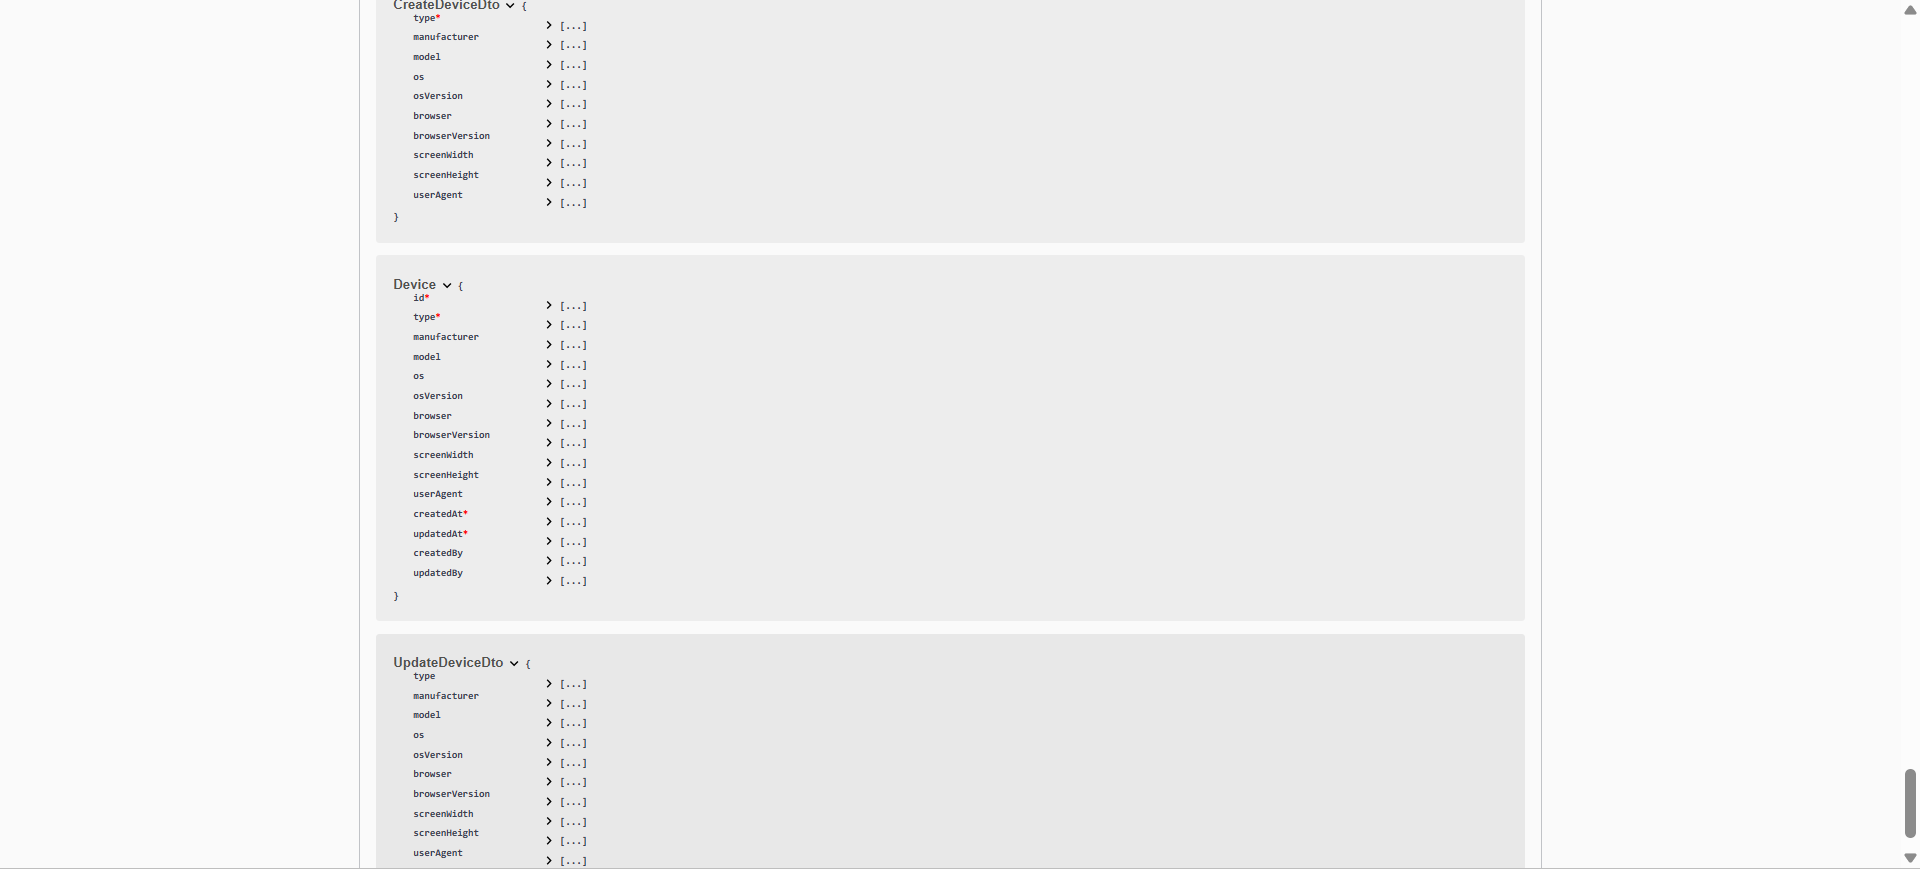 CreateDeviceDto {
type* [...]
manufacturer [...]
model [...]
os [...]
osVersion [...]
browser [...]
browserVersion [...]
screenWidth [...]
screenHeight [...]
userAgent [...]
}
Device {
id* [...]
type* [...]
manufacturer [...]
model [...]
os [...]
osVersion [...]
browser [...]
browserVersion [...]
screenWidth [...]
screenHeight [...]
userAgent [...]
createdAt* [...]
updatedAt* [...]
createdBy [...]
updatedBy [...]
}
UpdateDeviceDto {
type [...]
manufacturer [...]
model [...]
os [...]
osVersion [...]
browser [...]
browserVersion [...]
screenWidth [...]
screenHeight [...]
userAgent [...]